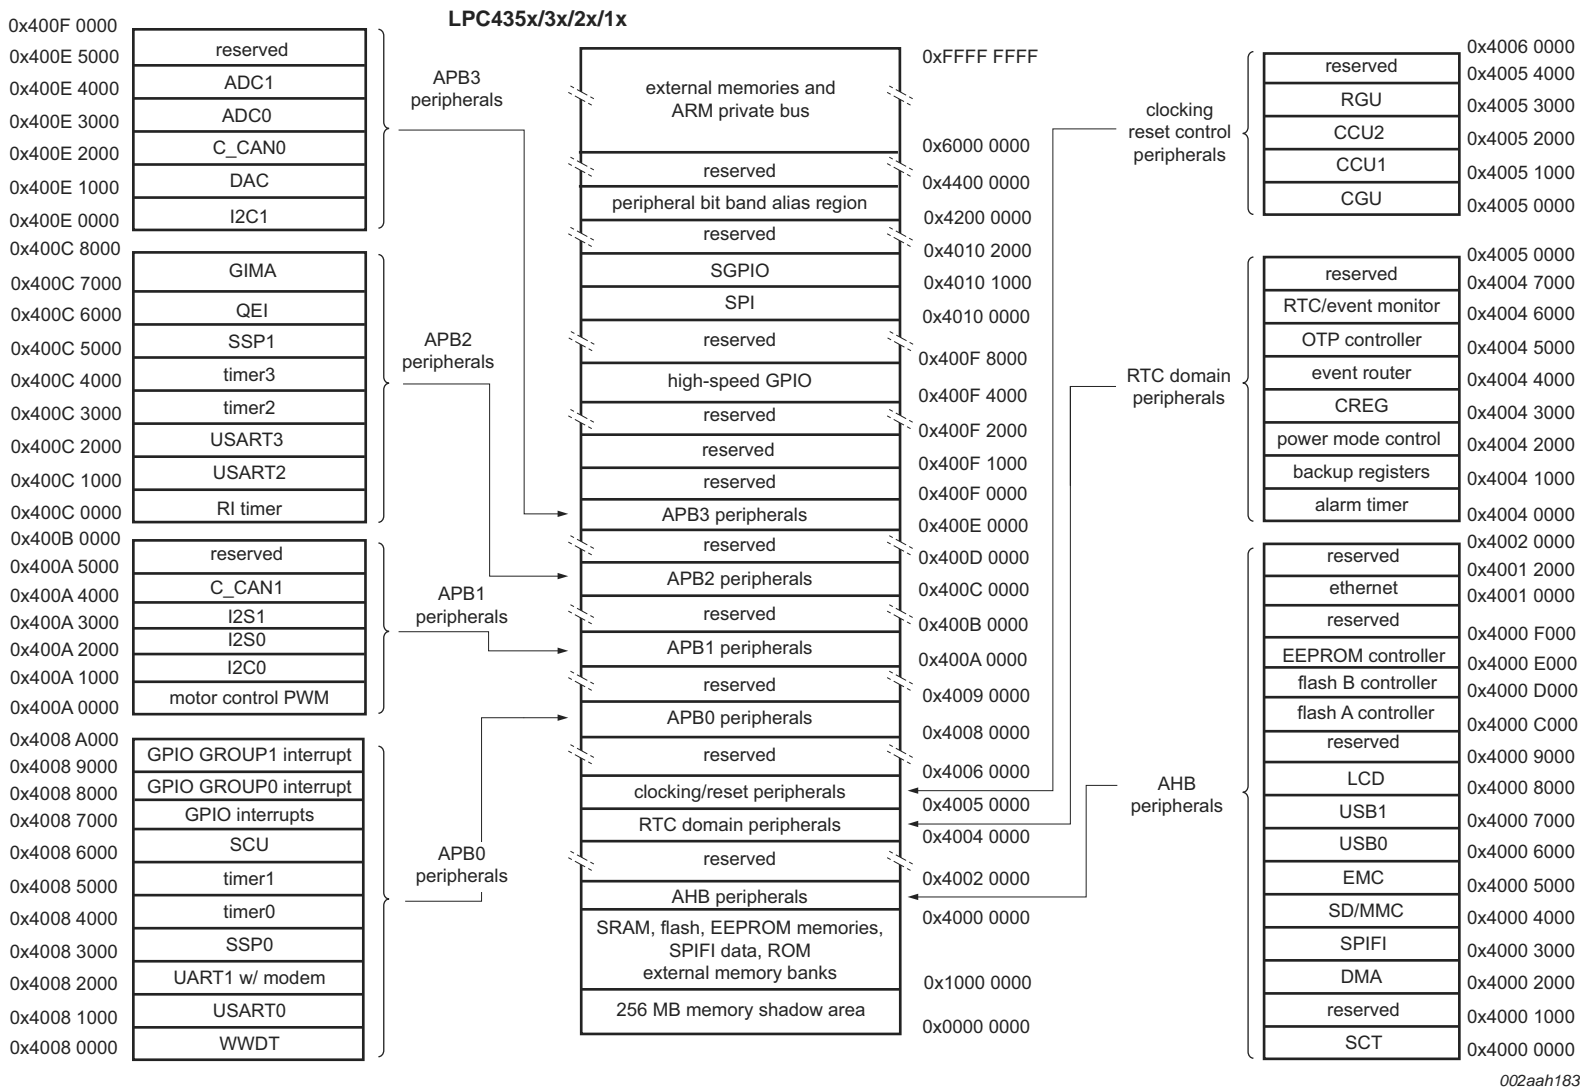 LPC435x/3x/2x/1x
0x400F 0000
reserved
0x400E 5000
ADC1
0x400E 4000
ADC0
0x400E 3000
C_CAN0
0x400E 2000
DAC
0x400E 1000
I2C1
0x400E 0000
APB3
peripherals
0x400C 8000
GIMA
0x400C 7000
QEI
0x400C 6000
SSP1
0x400C 5000
timer3
0x400C 4000
timer2
0x400C 3000
USART3
0x400C 2000
USART2
0x400C 1000
RI timer
0x400C 0000
APB2
peripherals
0x400B 0000
reserved
0x400A 5000
C_CAN1
0x400A 4000
I2S1
0x400A 3000
I2S0
0x400A 2000
I2C0
0x400A 1000
motor control PWM
0x400A 0000
APB1
peripherals
0x4008 A000
GPIO GROUP1 interrupt
0x4008 9000
GPIO GROUP0 interrupt
0x4008 8000
GPIO interrupts
0x4008 7000
SCU
0x4008 6000
timer1
0x4008 5000
timer0
0x4008 4000
SSP0
0x4008 3000
UART1 w/ modem
0x4008 2000
USART0
0x4008 1000
WWDT
0x4008 0000
APB0
peripherals
0xFFFF FFFF
external memories and
ARM private bus
0x6000 0000
reserved
0x4400 0000
peripheral bit band alias region
0x4200 0000
reserved
0x4010 2000
SGPIO
0x4010 1000
SPI
0x4010 0000
reserved
0x400F 8000
high-speed GPIO
0x400F 4000
reserved
0x400F 2000
reserved
0x400F 1000
reserved
0x400F 0000
APB3 peripherals
0x400E 0000
reserved
0x400D 0000
APB2 peripherals
0x400C 0000
reserved
0x400B 0000
APB1 peripherals
0x400A 0000
reserved
0x4009 0000
APB0 peripherals
0x4008 0000
reserved
0x4006 0000
clocking/reset peripherals
0x4005 0000
RTC domain peripherals
0x4004 0000
reserved
0x4002 0000
AHB peripherals
0x4000 0000
SRAM, flash, EEPROM memories,
SPIFI data, ROM
external memory banks
0x1000 0000
256 MB memory shadow area
0x0000 0000
clocking
reset control
peripherals
0x4006 0000
reserved
0x4005 4000
RGU
0x4005 3000
CCU2
0x4005 2000
CCU1
0x4005 1000
CGU
0x4005 0000
RTC domain
peripherals
0x4005 0000
reserved
0x4004 7000
RTC/event monitor
0x4004 6000
OTP controller
0x4004 5000
event router
0x4004 4000
CREG
0x4004 3000
power mode control
0x4004 2000
backup registers
0x4004 1000
alarm timer
0x4004 0000
AHB
peripherals
0x4002 0000
reserved
0x4001 2000
ethernet
0x4001 0000
reserved
0x4000 F000
EEPROM controller
0x4000 E000
flash B controller
0x4000 D000
flash A controller
0x4000 C000
reserved
0x4000 9000
LCD
0x4000 8000
USB1
0x4000 7000
USB0
0x4000 6000
EMC
0x4000 5000
SD/MMC
0x4000 4000
SPIFI
0x4000 3000
DMA
0x4000 2000
reserved
0x4000 1000
SCT
0x4000 0000
002aah183